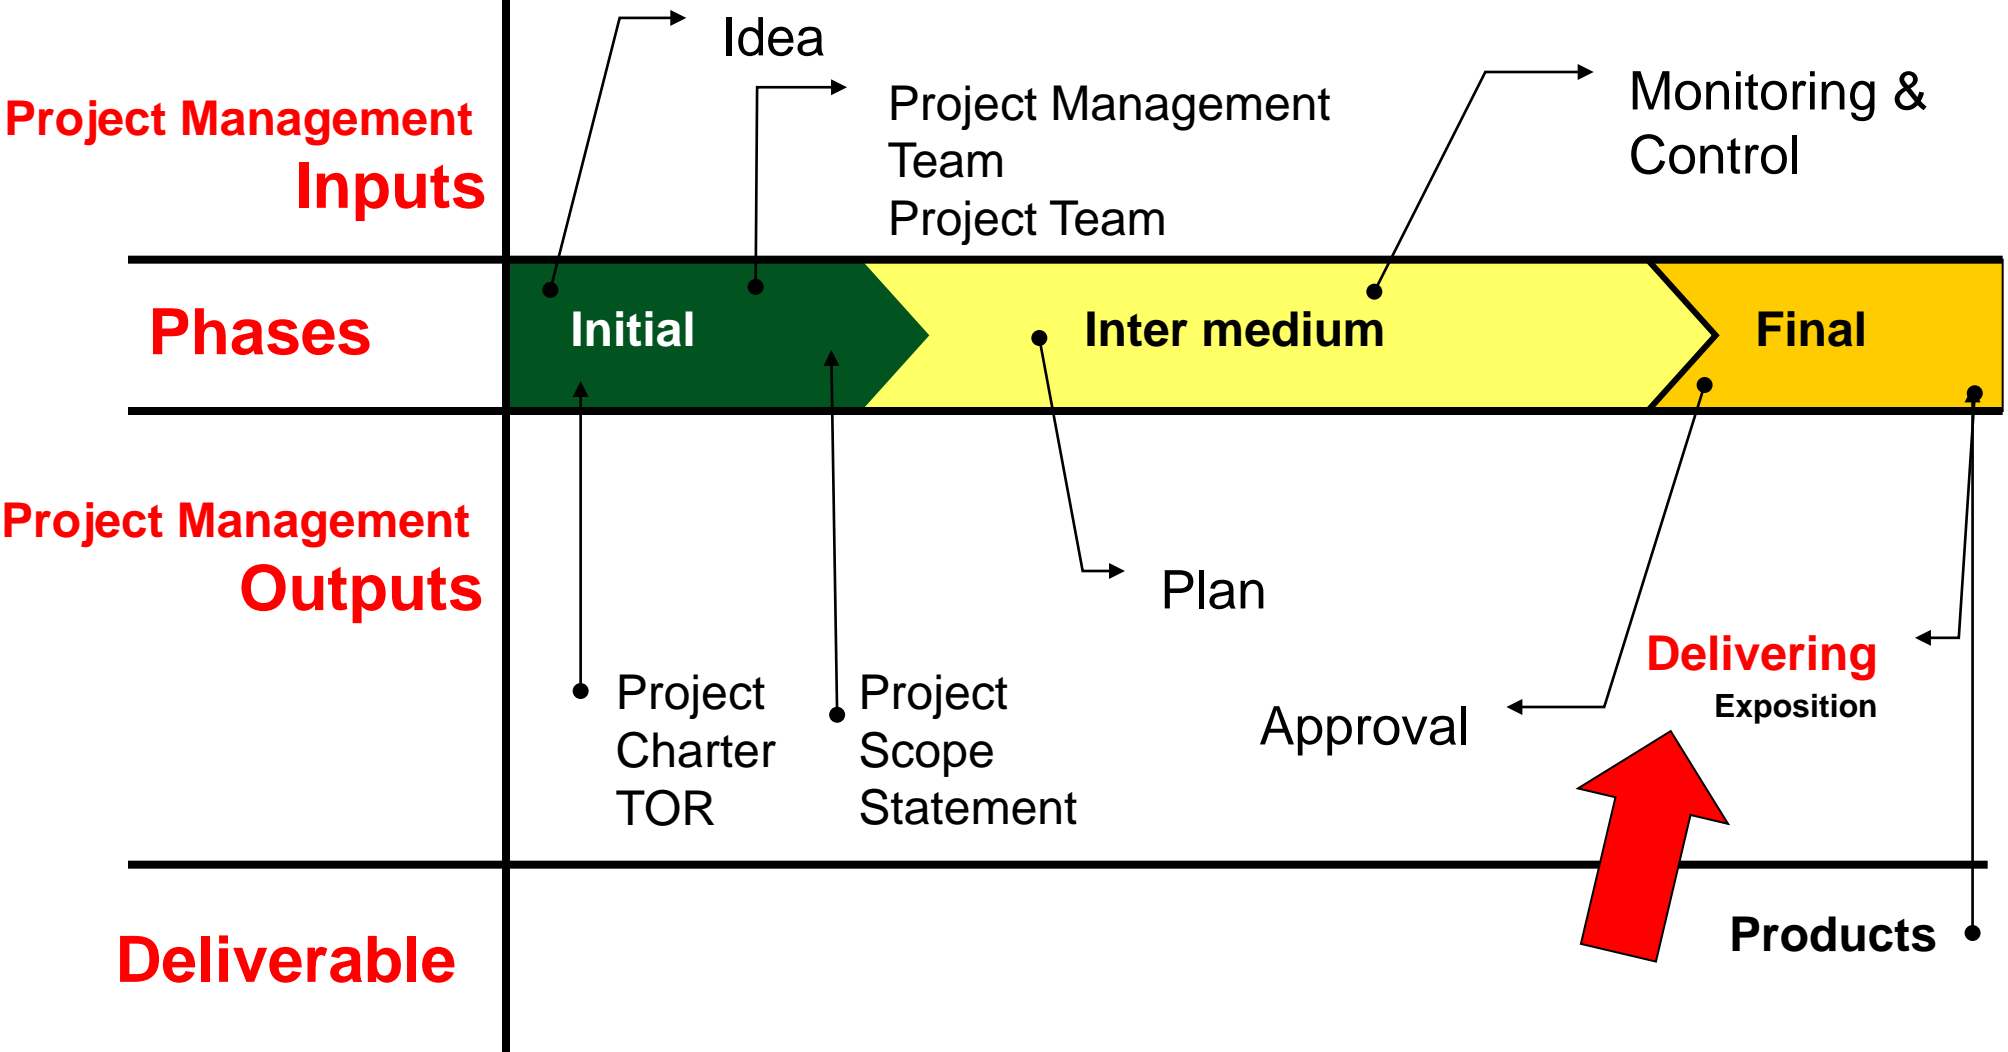 Idea
Project Management
Inputs
Project Management
Team
Project Team
Monitoring &
Control
Phases
Initial
Inter medium
Final
Project Management
Outputs
Plan
Project
Charter
TOR
Project
Scope
Statement
Approval
Delivering
Exposition
Deliverable
Products